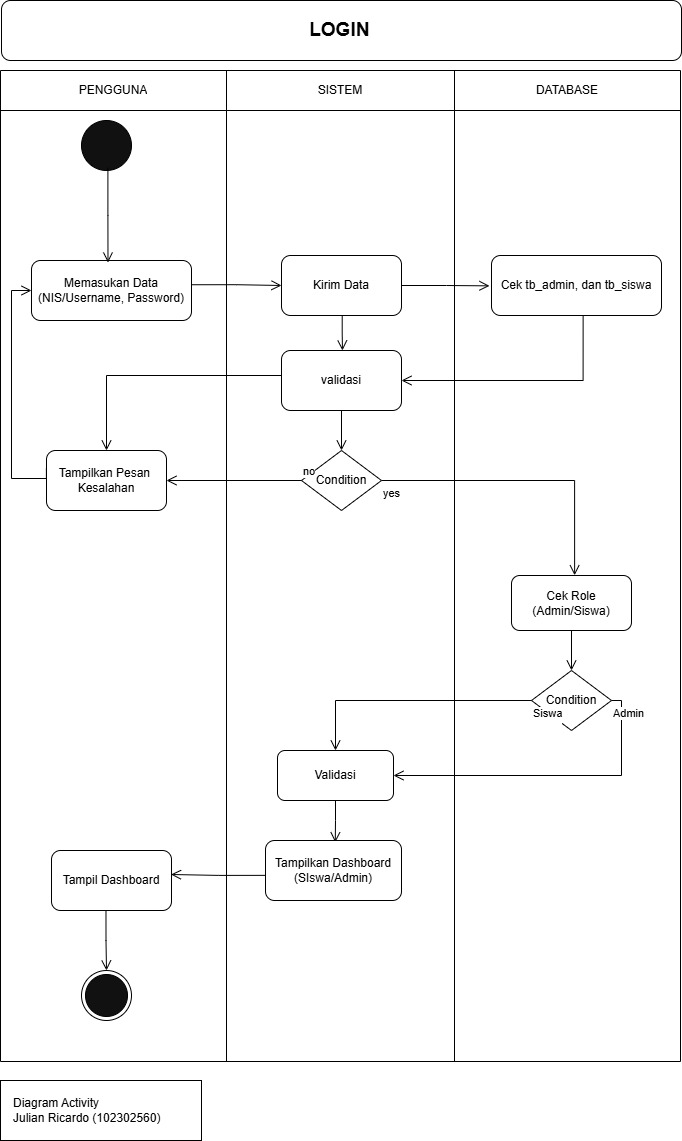 LOGIN
PENGGUNA
SISTEM
DATABASE
Memasukan Data
(NIS/Username, Password)
Kirim Data
Cek tb_admin, dan tb_siswa
validasi
Tampilkan Pesan
Kesalahan
no
Condition
yes
Cek Role
(Admin/Siswa)
Condition
Siswa
Admin
Validasi
Tampilkan Dashboard
(SIswa/Admin)
Tampil Dashboard
Diagram Activity
Julian Ricardo (102302560)